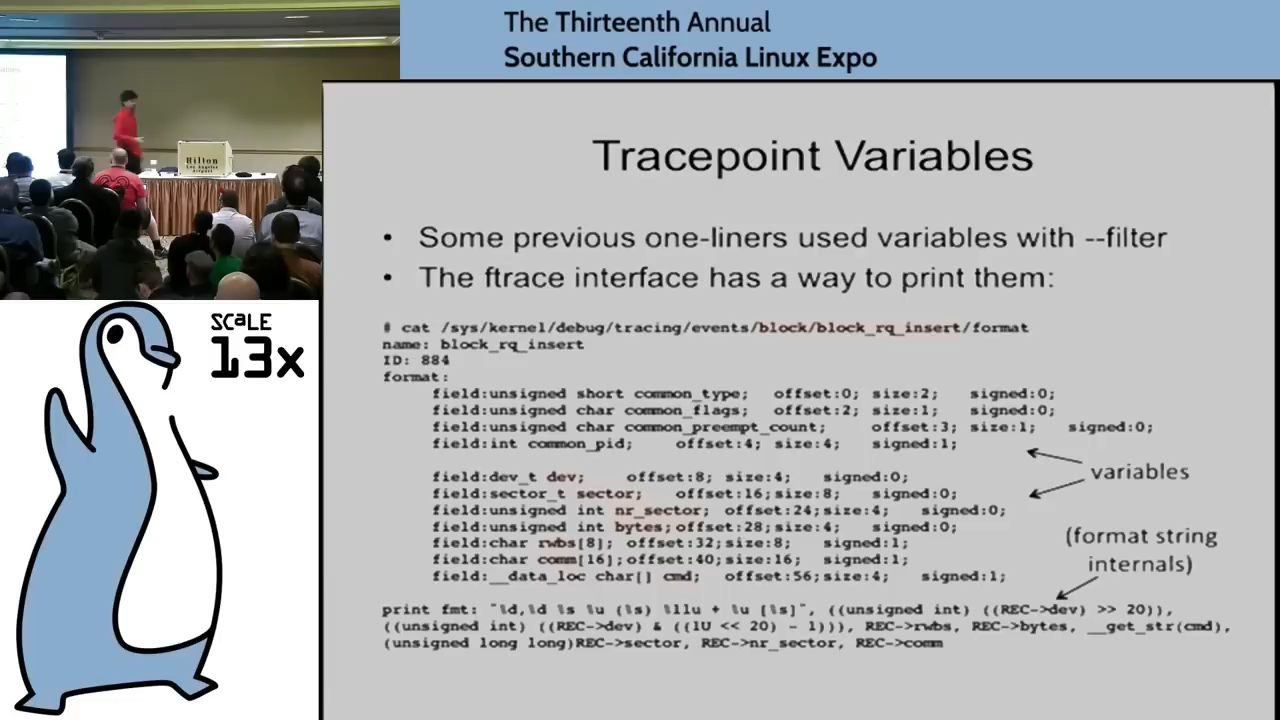 The Thirteenth Annual
Southern California Linux Expo
Hilton
Los Angeles
Airport
SCaLE
13x
Tracepoint Variables
• Some previous one-liners used variables with --filter
• The ftrace interface has a way to print them:
# cat /sys/kernel/debug/tracing/events/block/block_rq_insert/format
name: block_rq_insert
ID: 884
format:
field:unsigned short common_type; offset:0; size:2; signed:0;
field:unsigned char common_flags; offset:2; size:1; signed:0;
field:unsigned char common_preempt_count; offset:3; size:1; signed:0;
field:int common_pid; offset:4; size:4; signed:1;
variables
field:dev_t dev; offset:8; size:4; signed:0;
field:sector_t sector; offset:16;size:8; signed:0;
field:unsigned int nr_sector; offset:24;size:4; signed:0;
field:unsigned int bytes;offset:28;size:4; signed:0;
field:char rwbs[8]; offset:32;size:8; signed:1;
field:char comm[16];offset:40;size:16; signed:1;
field:__data_loc char[] cmd; offset:56;size:4; signed:1;
(format string
internals)
print fmt: "%d,%d %s %u (%s) %llu + %u [%s]", ((unsigned int) ((REC->dev) >> 20)),
((unsigned int) ((REC->dev) & ((1U << 20) - 1))), REC->rwbs, REC->bytes, __get_str(cmd),
(unsigned long long)REC->sector, REC->nr_sector, REC->comm